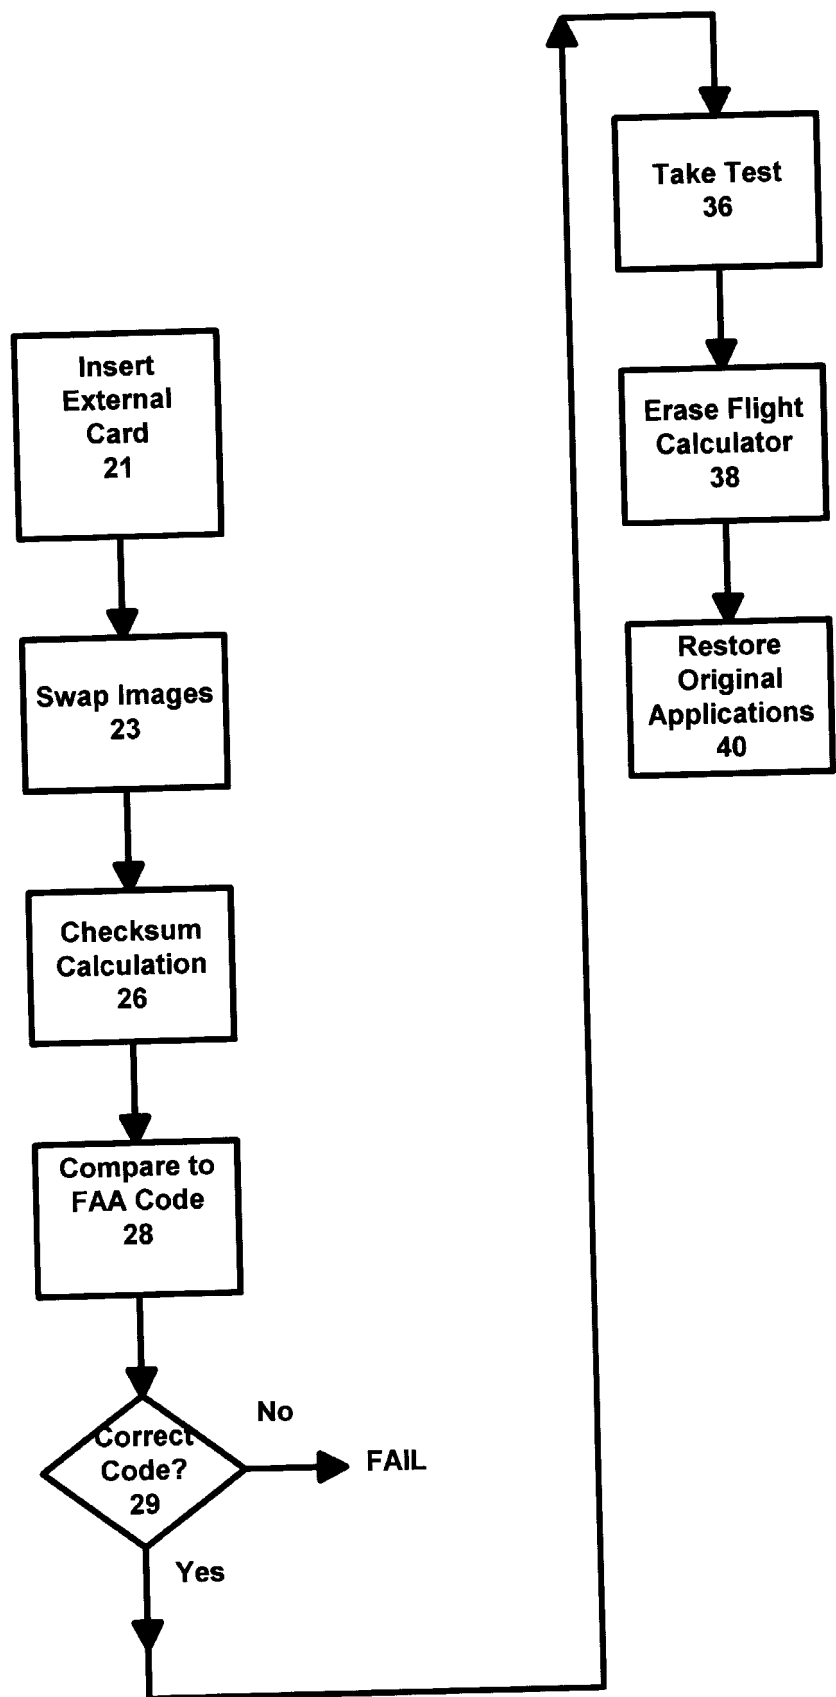 Insert
External
Card
21
Swap Images
23
Checksum
Calculation
26
Compare to
FAA Code
28
Correct
Code?
29
No
FAIL
Yes
Take Test
36
Erase Flight
Calculator
38
Restore
Original
Applications
40